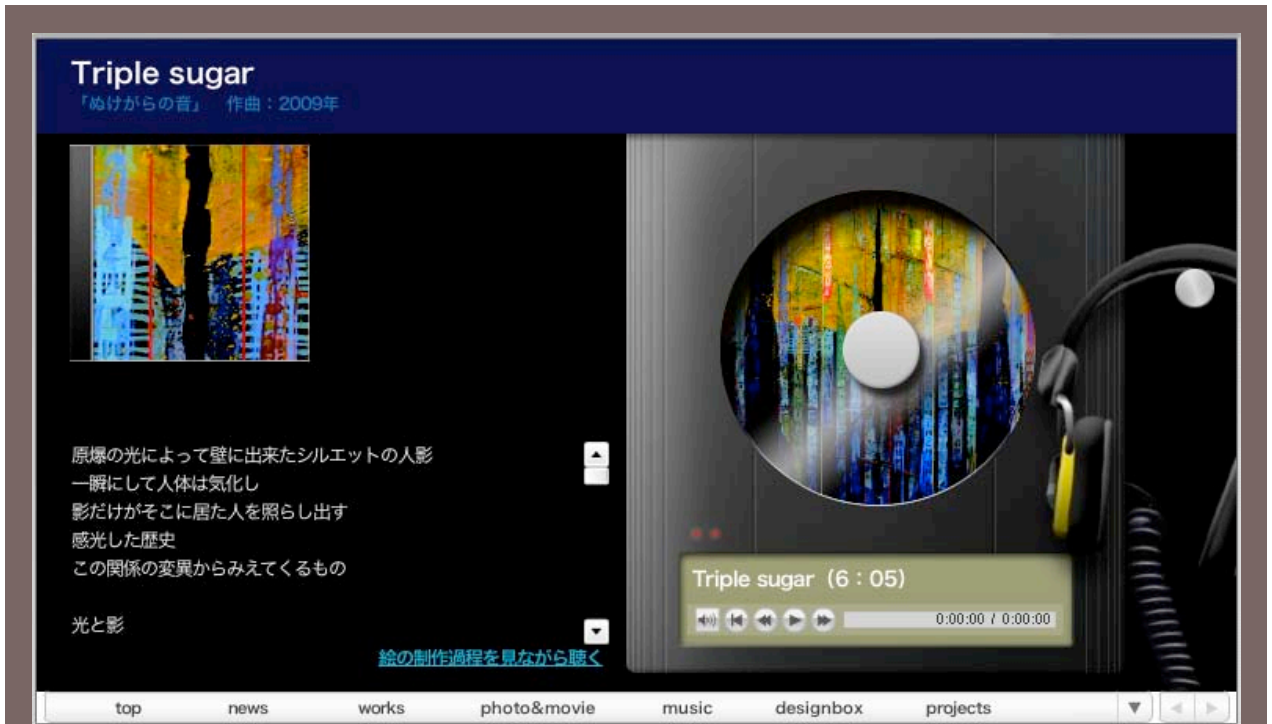 Triple sugar
「ぬけがらの音」 作曲：2009年
原爆の光によって壁に出来たシルエットの人影
一瞬にして人体は気化し
影だけがそこに居た人を照らし出す
感光した歴史
この関係の変異からみえてくるもの
光と影
絵の制作過程を見ながら聴く
Triple sugar（6：05）
0:00:00 / 0:00:00
top news works photo&movie music designbox projects